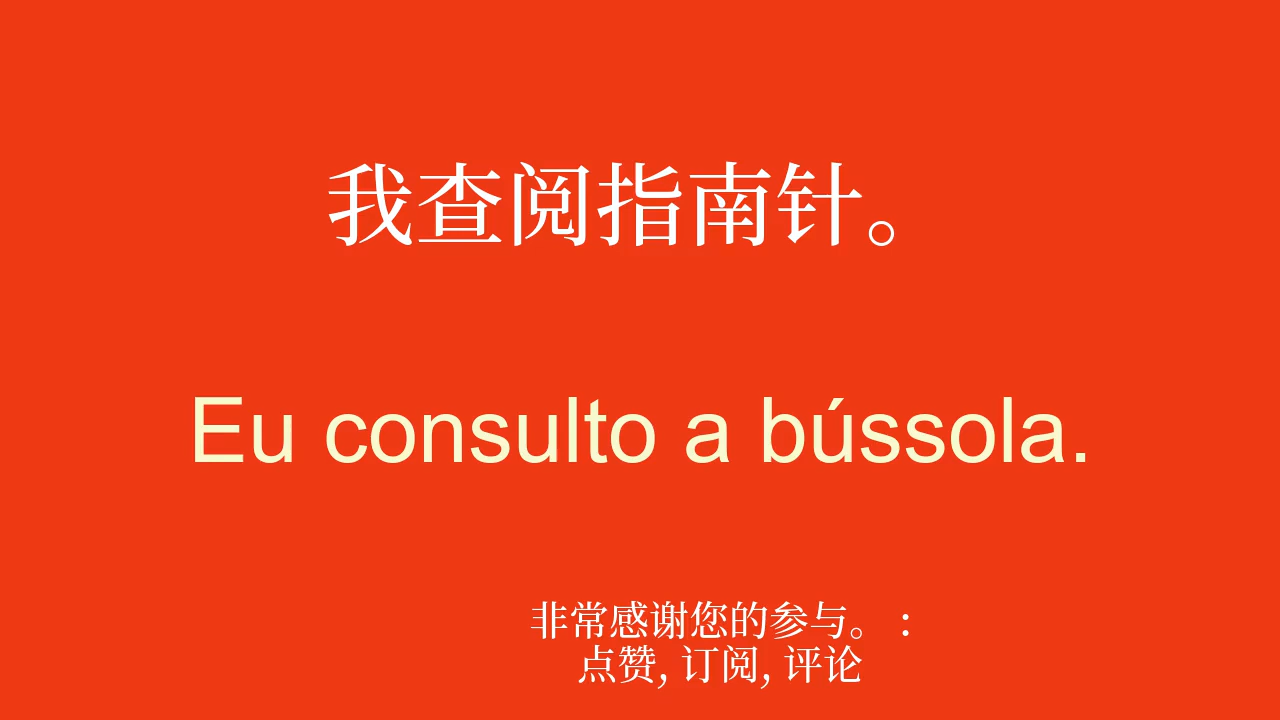 我查阅指南针。
Eu consulto a bússola.
非常感谢您的参与。 :
点赞, 订阅, 评论